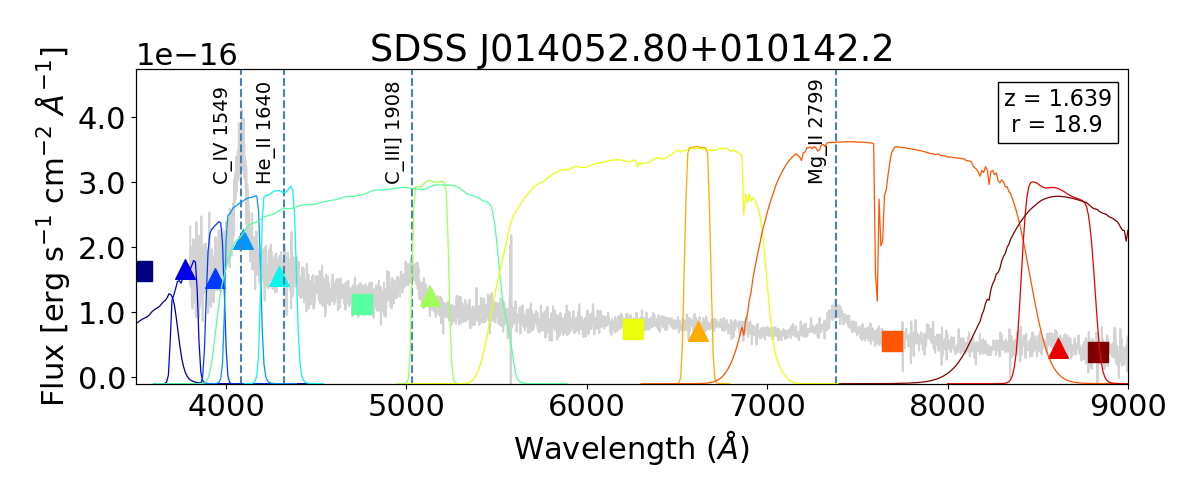 SDSS J014052.80+010142.2
1e−16
C_IV 1549
He_II 1640
C_III] 1908
Mg_II 2799
z = 1.639
r = 18.9
4.0
3.0
2.0
1.0
0.0
Flux [erg s⁻¹ cm⁻² Å⁻¹]
4000 5000 6000 7000 8000 9000
Wavelength (Å)